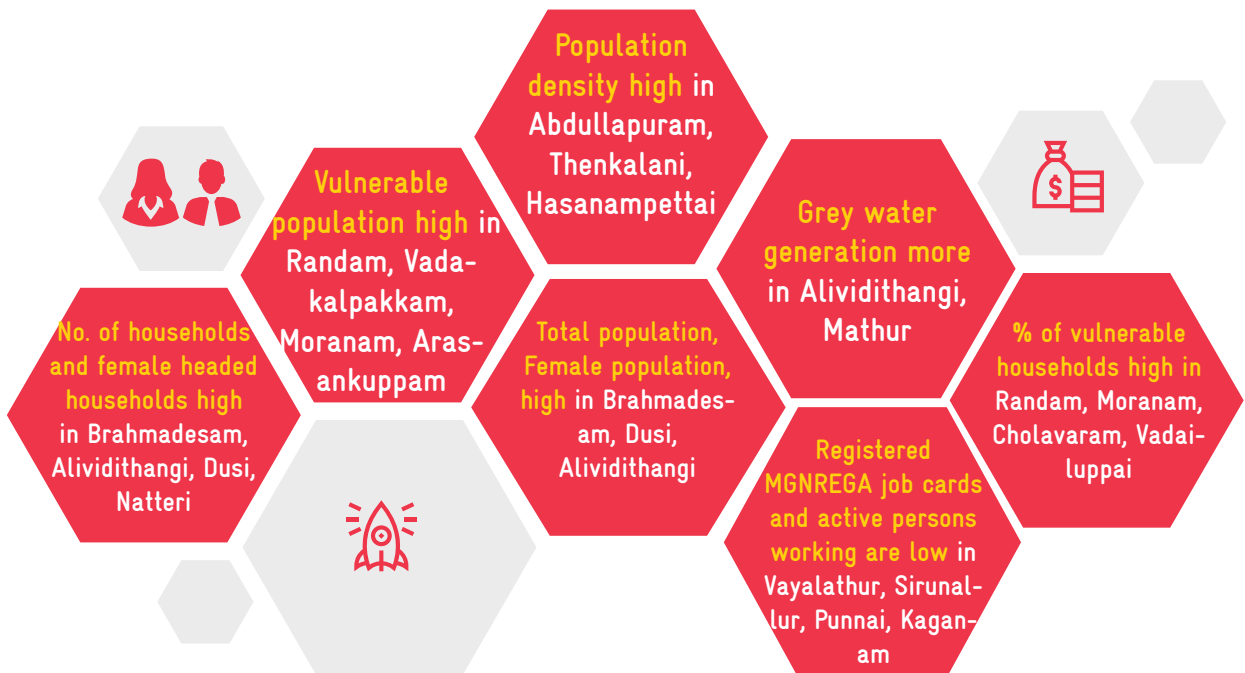 Population
density high in
Abdullapuram,
Thenkalani,
Hasanampettai
Vulnerable
population high in
Randam, Vada-
kalpakkam,
Moranam, Aras-
ankuppam
Grey water
generation more
in Alividithangi,
Mathur
No. of households
and female headed
households high
in Brahmadesam,
Alividithangi, Dusi,
Natteri
Total population,
Female population,
high in Brahmades-
am, Dusi,
Alividithangi
% of vulnerable
households high in
Randam, Moranam,
Cholavaram, Vadai-
luppai
Registered
MGNREGA job cards
and active persons
working are low in
Vayalathur, Sirunal-
lur, Punnai, Kagan-
am
$